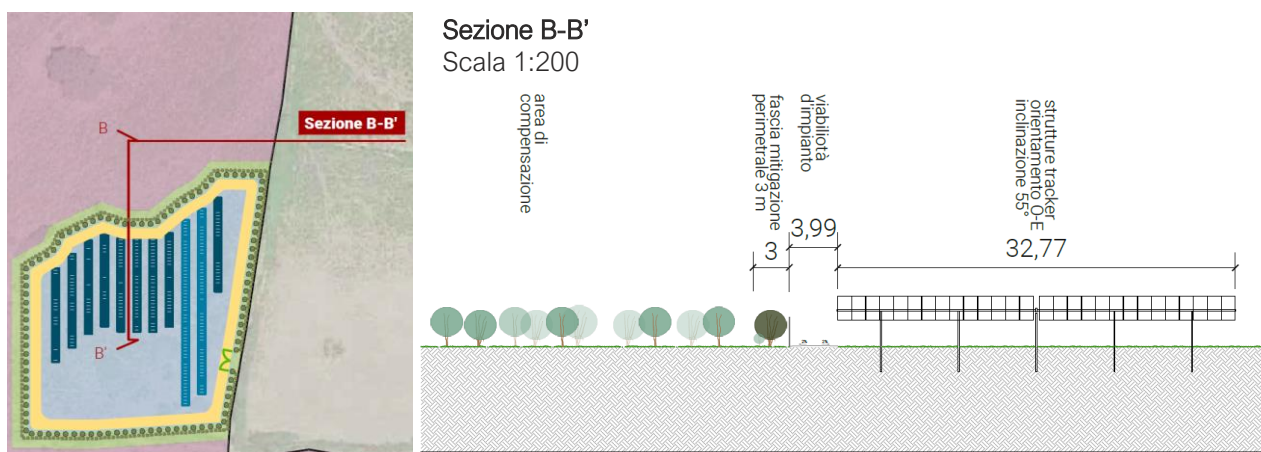 B
Sezione B-B'
B'
Sezione B-B'
Scala 1:200
area di
compensazione
fascia mitigazione
perimetrale 3 m
viabiliotà
d'impianto
strutture tracker
orientamento O-E
inclinazione 55°
3
3,99
32,77